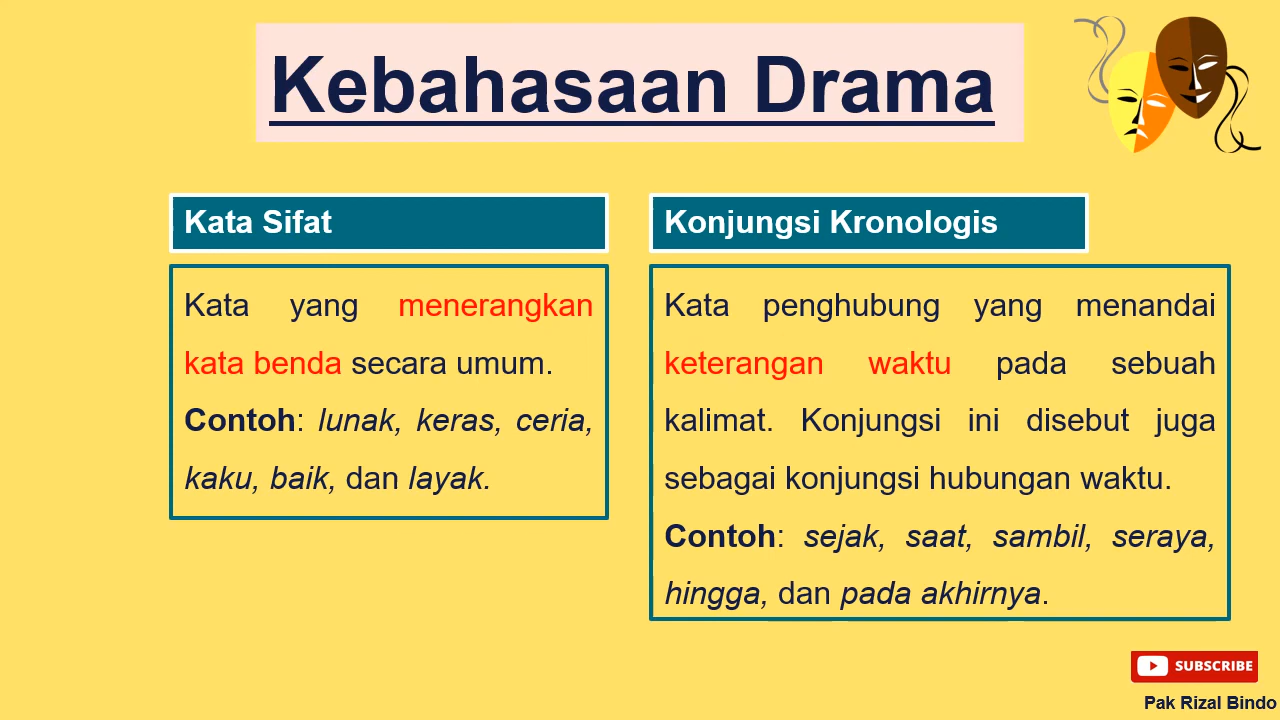 Kebahasaan Drama
Kata Sifat
Kata yang menerangkan
kata benda secara umum.
Contoh: lunak, keras, ceria,
kaku, baik, dan layak.
Konjungsi Kronologis
Kata penghubung yang menandai
keterangan waktu pada sebuah
kalimat. Konjungsi ini disebut juga
sebagai konjungsi hubungan waktu.
Contoh: sejak, saat, sambil, seraya,
hingga, dan pada akhirnya.
SUBSCRIBE
Pak Rizal Bindo